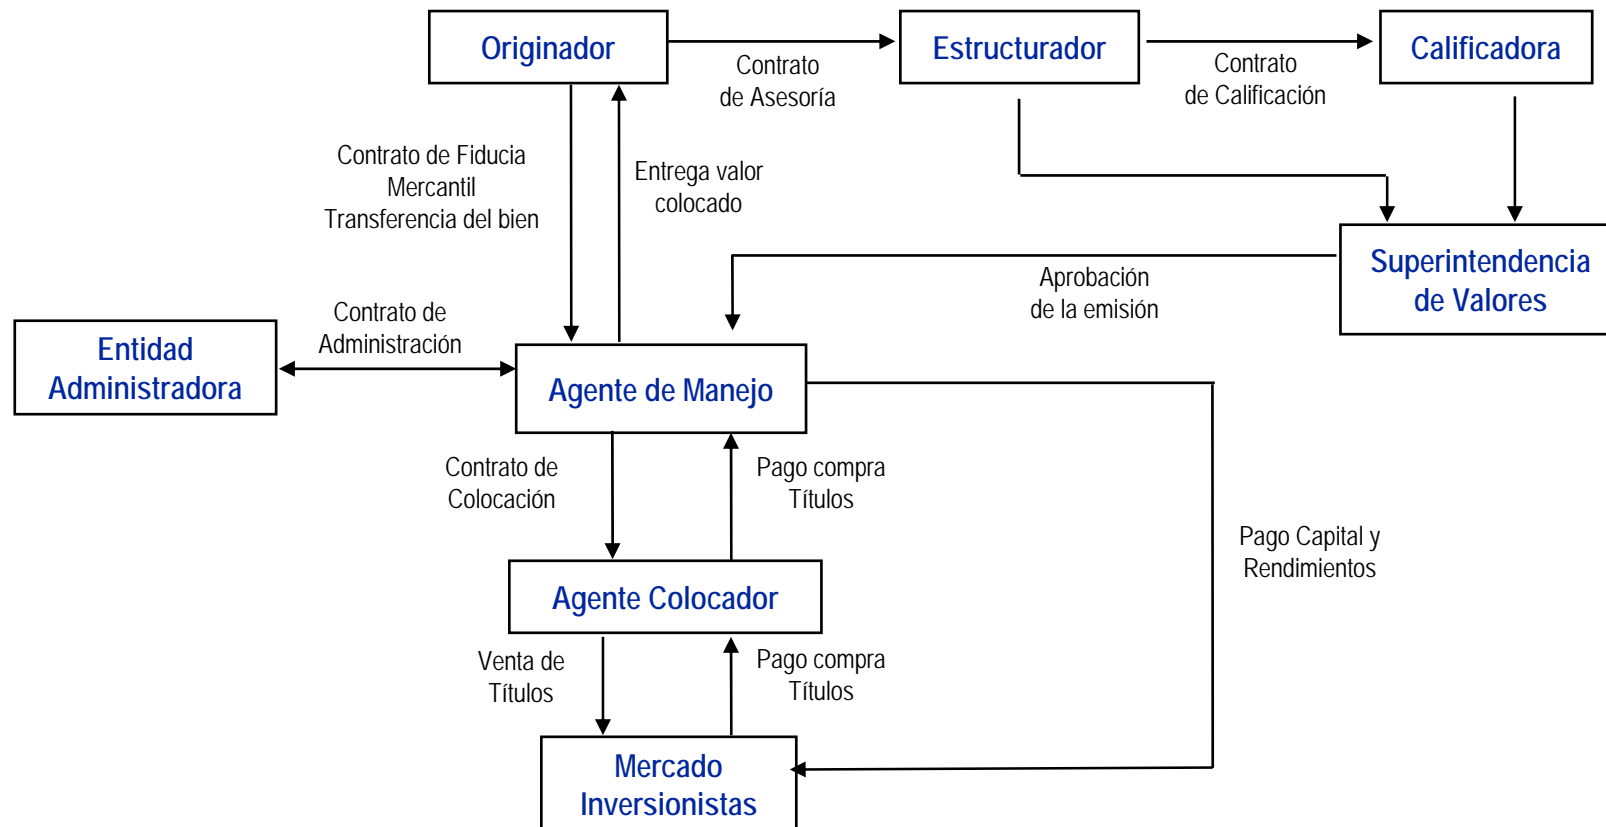 Originador
Estructurador
Calificadora
Contrato
de Asesoría
Contrato
de Calificación
Contrato de Fiducia
Mercantil
Transferencia del bien
Entrega valor
colocado
Superintendencia
de Valores
Aprobación
de la emisión
Contrato de
Administración
Entidad
Administradora
Agente de Manejo
Contrato de
Colocación
Pago compra
Títulos
Pago Capital y
Rendimientos
Agente Colocador
Venta de
Títulos
Pago compra
Títulos
Mercado
Inversionistas